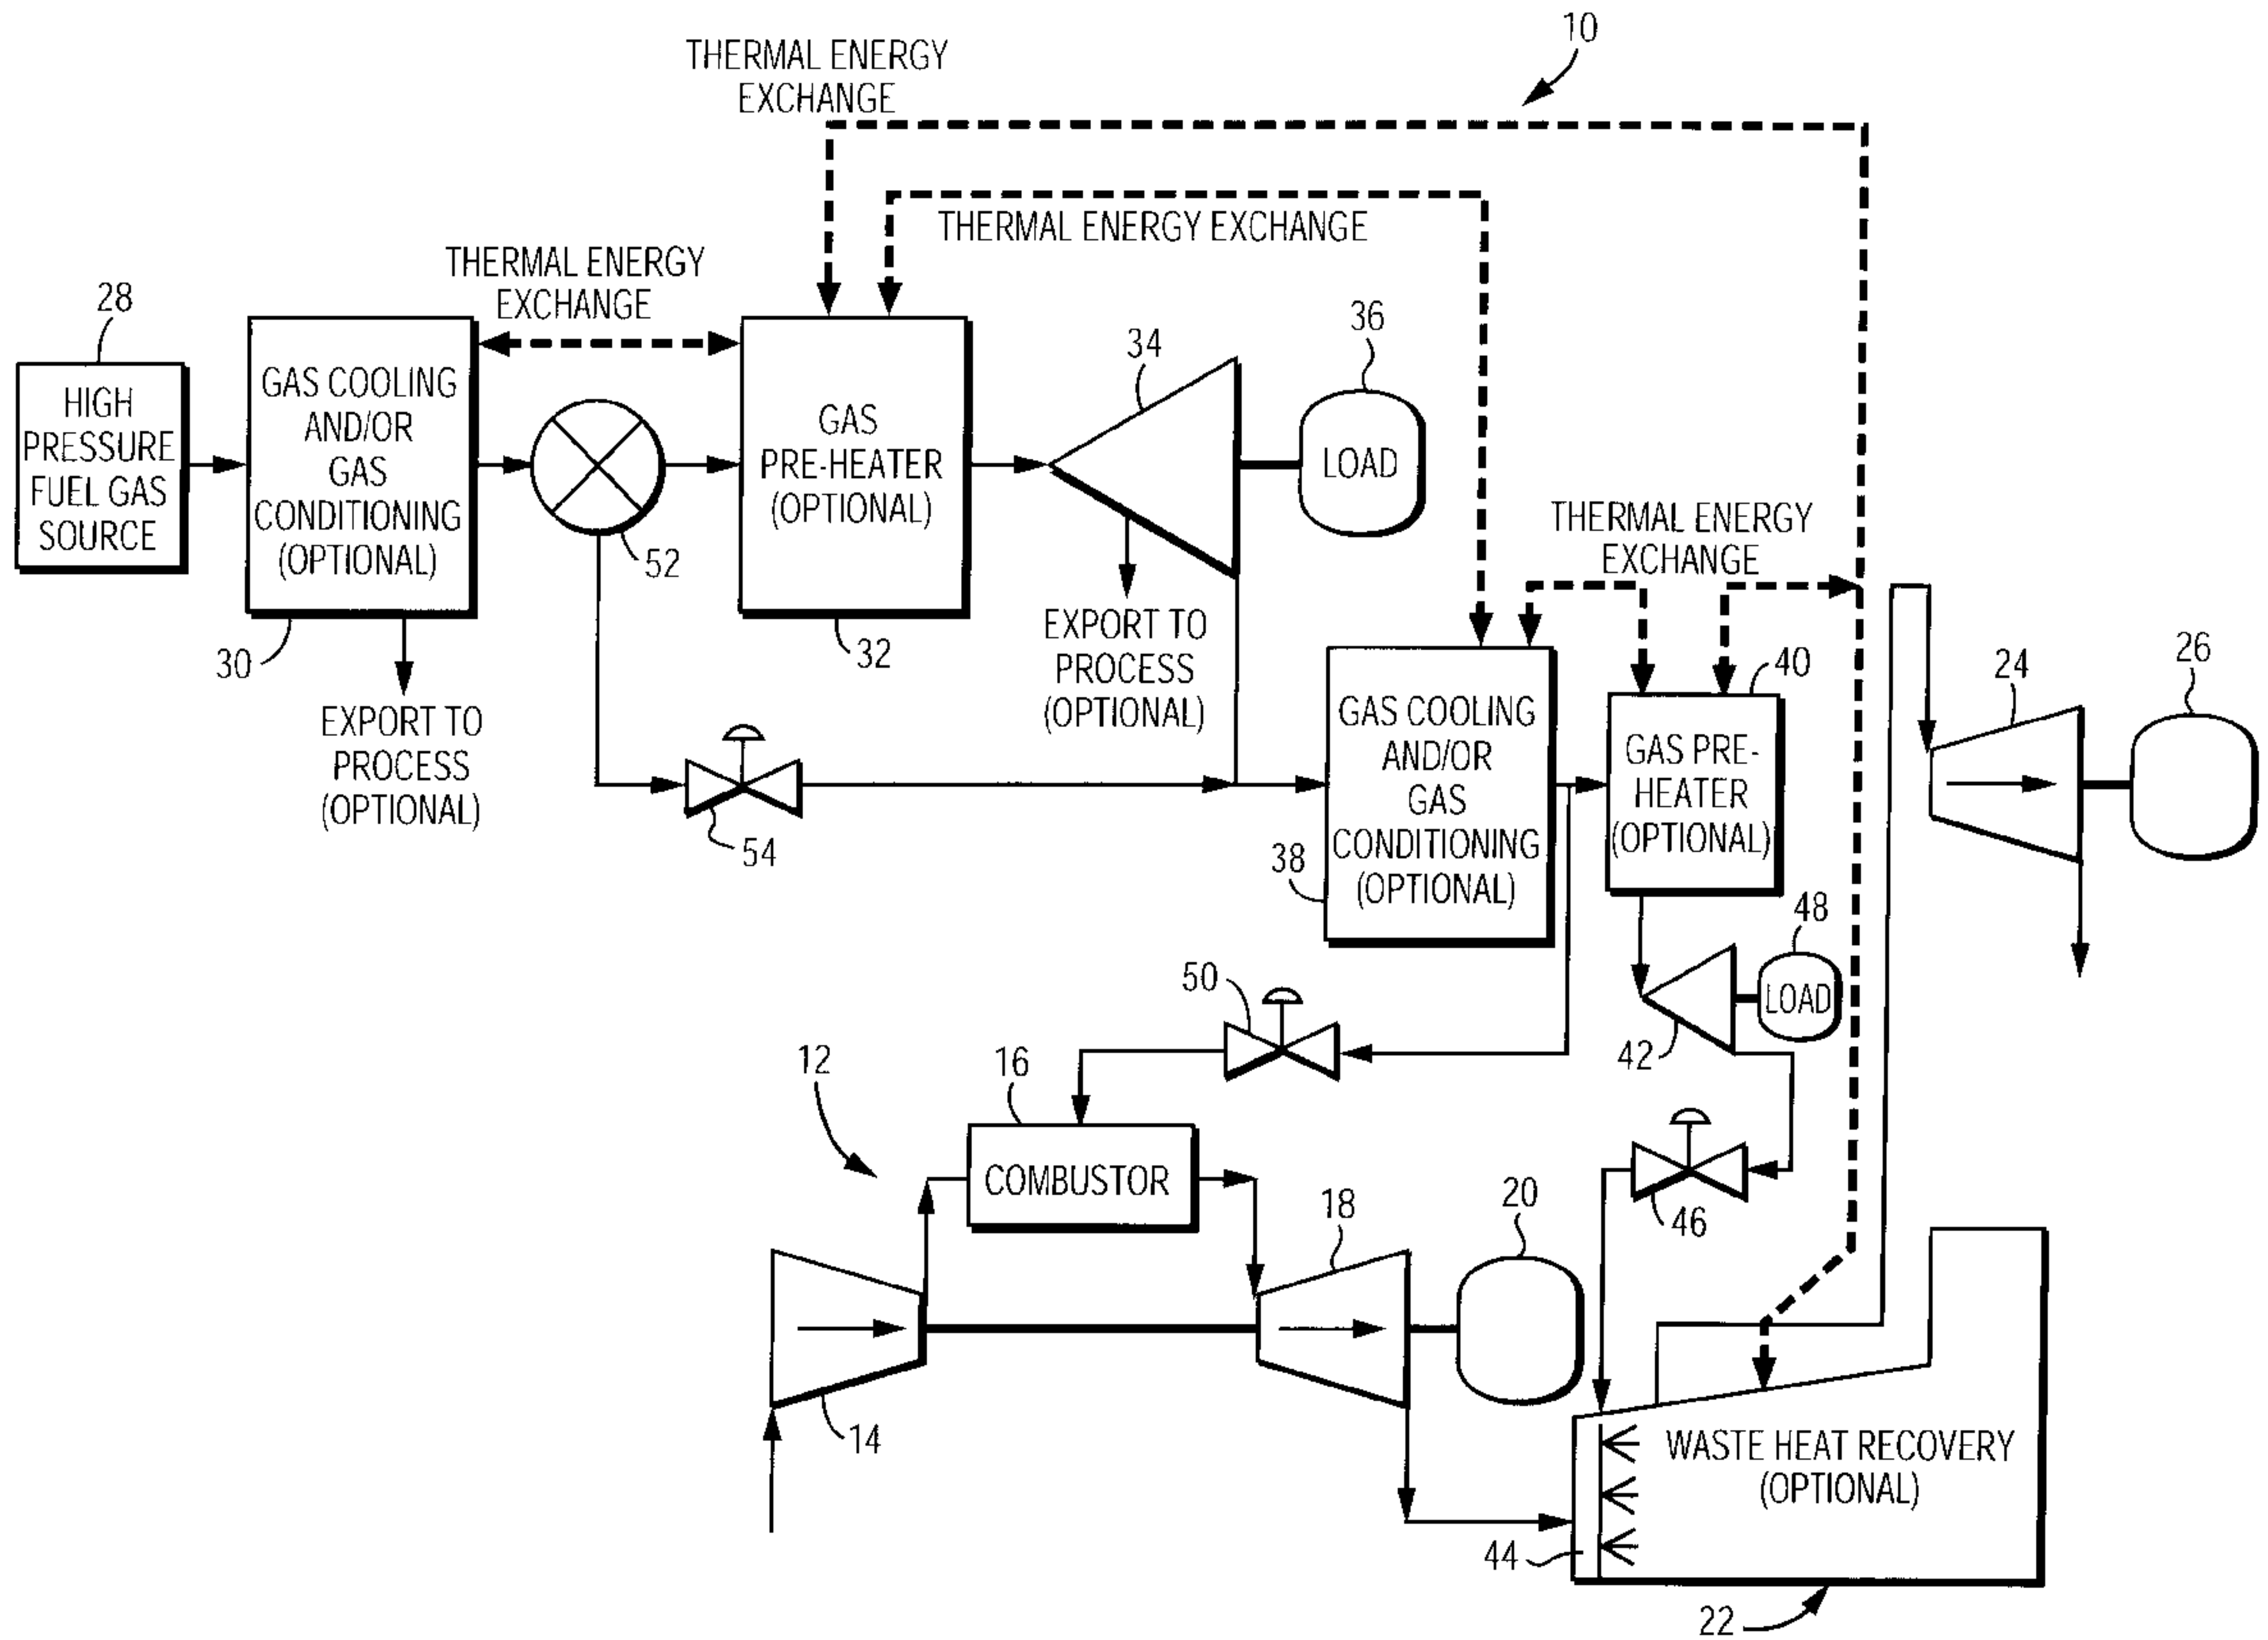 10
THERMAL ENERGY
EXCHANGE
THERMAL ENERGY EXCHANGE
THERMAL ENERGY
EXCHANGE
28
HIGH
PRESSURE
FUEL GAS
SOURCE
GAS COOLING
AND/OR
GAS
CONDITIONING
(OPTIONAL)
30
EXPORT TO
PROCESS
(OPTIONAL)
52
GAS
PRE-HEATER
(OPTIONAL)
32
34
36
LOAD
EXPORT TO
PROCESS
(OPTIONAL)
54
THERMAL ENERGY
EXCHANGE
GAS COOLING
AND/OR
GAS
CONDITIONING
(OPTIONAL)
38
40
GAS PRE-
HEATER
(OPTIONAL)
24
26
48
LOAD
42
50
12
16
COMBUSTOR
46
18
20
14
WASTE HEAT RECOVERY
(OPTIONAL)
44
22